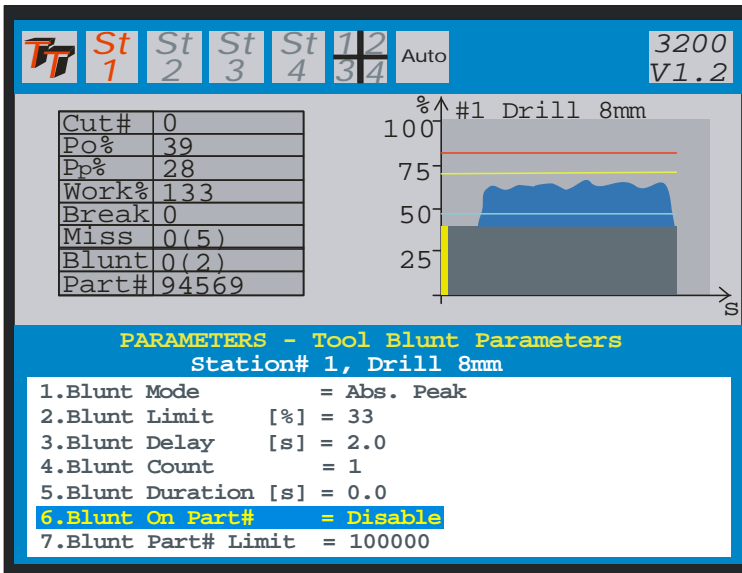 TT St 1 St 2 St 3 St 4 1 2 3 4 Auto 3200 V1.2
Cut# 0
Po% 39
Pp% 28
Work% 133
Break 0
Miss 0(5)
Blunt 0(2)
Part# 94569
% #1 Drill 8mm
100
75
50
25
s
PARAMETERS - Tool Blunt Parameters
Station# 1, Drill 8mm
1.Blunt Mode = Abs. Peak
2.Blunt Limit [%] = 33
3.Blunt Delay [s] = 2.0
4.Blunt Count = 1
5.Blunt Duration [s] = 0.0
6.Blunt On Part# = Disable
7.Blunt Part# Limit = 100000